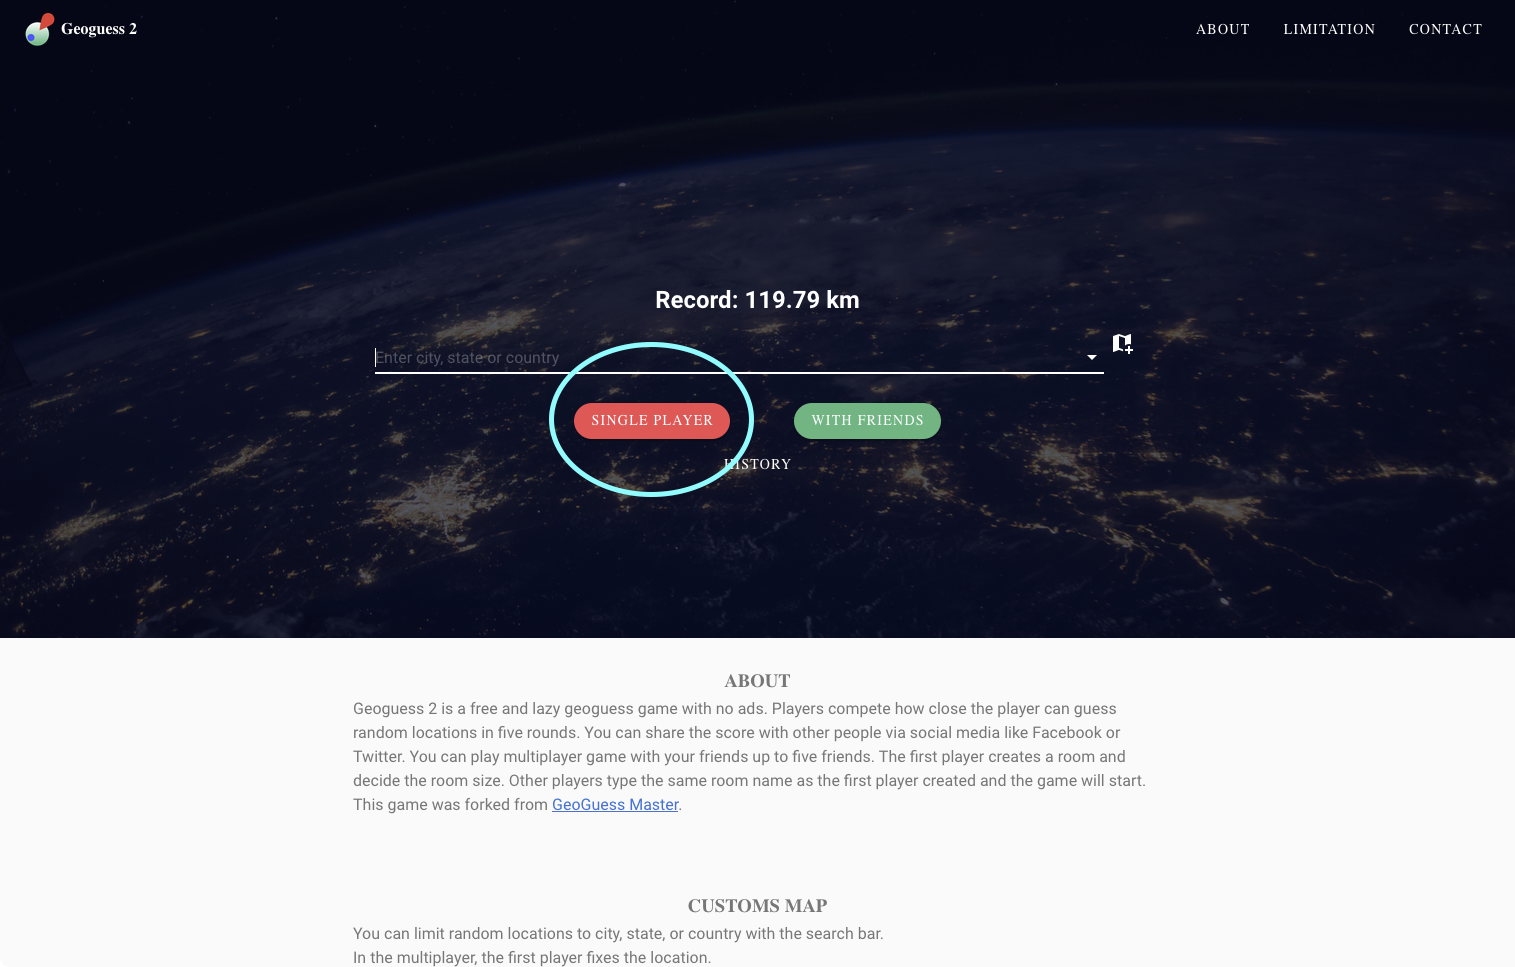 Geoguess 2
ABOUT
LIMITATION
CONTACT
Record: 119.79 km
Enter city, state or country
SINGLE PLAYER
WITH FRIENDS
HISTORY
ABOUT
Geoguess 2 is a free and lazy geoguess game with no ads. Players compete how close the player can guess
random locations in five rounds. You can share the score with other people via social media like Facebook or
Twitter. You can play multiplayer game with your friends up to five friends. The first player creates a room and
decide the room size. Other players type the same room name as the first player created and the game will start.
This game was forked from GeoGuess Master.
CUSTOMS MAP
You can limit random locations to city, state, or country with the search bar.
In the multiplayer, the first player fixes the location.